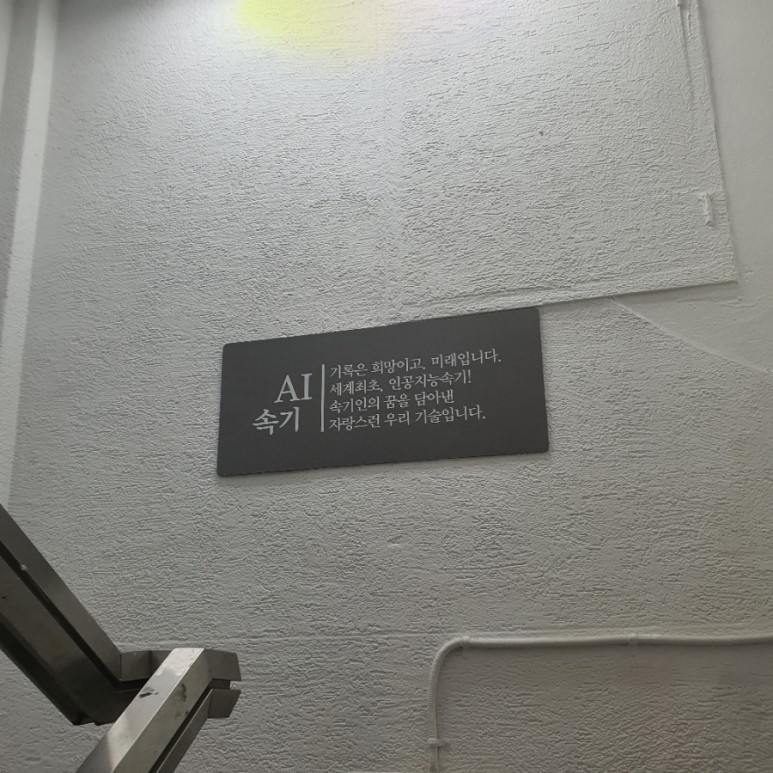 AI
속기
기록은 희망이고, 미래입니다.
세계최초, 인공지능속기!
속기인의 꿈을 담아낸
자랑스런 우리 기술입니다.